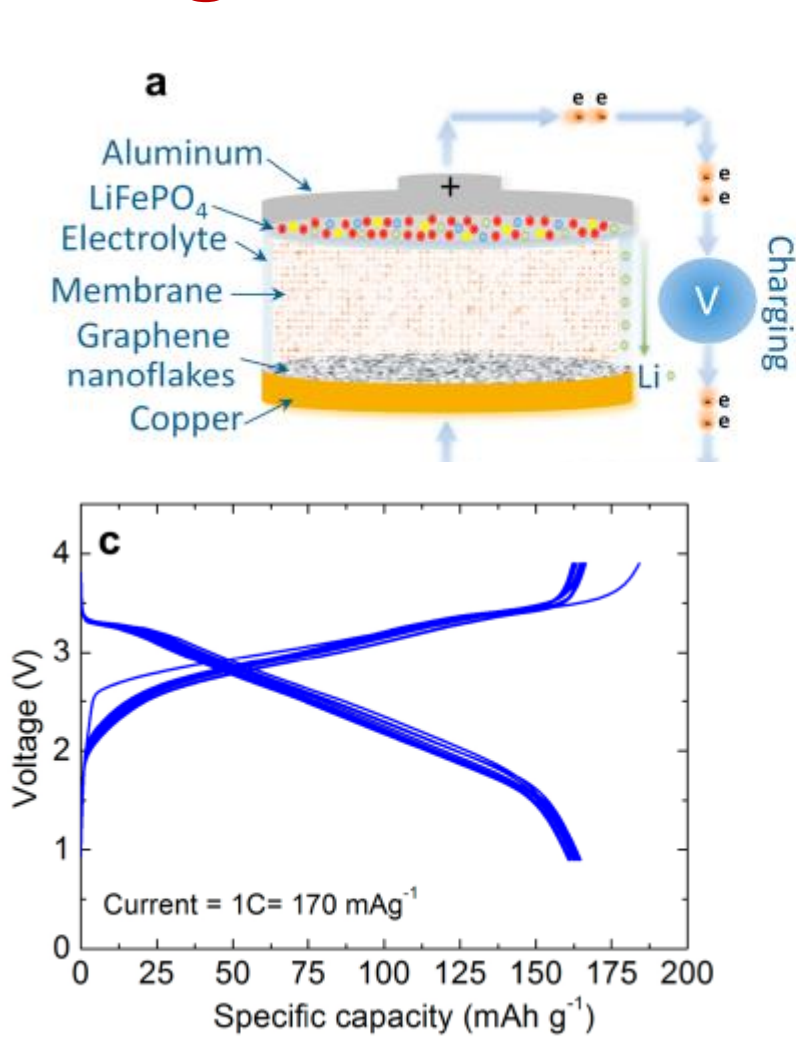 a
e e
Aluminum
+
e
e
LiFePO4
Electrolyte
Membrane
V
Charging
Graphene
nanoflakes
Li
Copper
e
e
c
4
3
2
1
0
Voltage (V)
Current = 1C= 170 mAg-1
0 25 50 75 100 125 150 175 200
Specific capacity (mAh g-1)